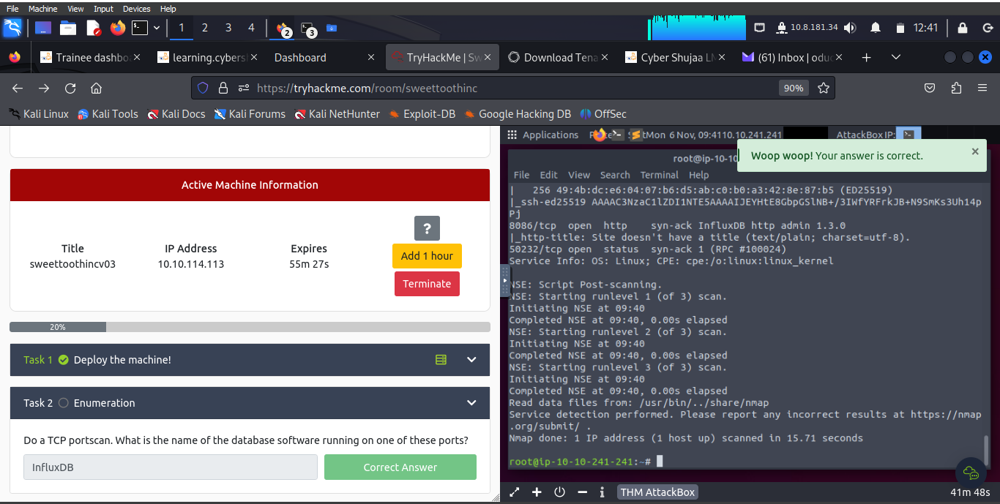 File Machine View Input Devices Help
1 2 3 4 2 3 10.8.181.34 12:41
Trainee dashbo
learning.cybers
Dashboard
TryHackMe | Sw
Download Tena
Cyber Shujaa LM
(61) Inbox | odu
https://tryhackme.com/room/sweettoothinc 90%
Kali Linux Kali Tools Kali Docs Kali Forums Kali NetHunter Exploit-DB Google Hacking DB OffSec
Active Machine Information
Title
sweettoothincv03
IP Address
10.10.114.113
Expires
55m 27s
?
Add 1 hour
Terminate
20%
Task 1 Deploy the machine!
Task 2 Enumeration
Do a TCP portscan. What is the name of the database software running on one of these ports?
InfluxDB
Correct Answer
Applications Mon 6 Nov, 09:41 10.10.241.241 AttackBox IP:
Woop woop! Your answer is correct.
root@ip-10-10
File Edit View Search Terminal Help
| 256 49:4b:dc:e6:04:07:b6:d5:ab:c0:b0:a3:42:8e:87:b5 (ED25519)
|_ssh-ed25519 AAAAC3NzaC1lZDI1NTE5AAAAIJEYHtE8GbpGSlNB+/3IWfYRFrkJB+N9SmKs3Uh14p
Pj
8086/tcp open http syn-ack InfluxDB http admin 1.3.0
|_http-title: Site doesn't have a title (text/plain; charset=utf-8).
50232/tcp open status syn-ack 1 (RPC #100024)
Service Info: OS: Linux; CPE: cpe:/o:linux:linux_kernel
NSE: Script Post-scanning.
NSE: Starting runlevel 1 (of 3) scan.
Initiating NSE at 09:40
Completed NSE at 09:40, 0.00s elapsed
NSE: Starting runlevel 2 (of 3) scan.
Initiating NSE at 09:40
Completed NSE at 09:40, 0.00s elapsed
NSE: Starting runlevel 3 (of 3) scan.
Initiating NSE at 09:40
Completed NSE at 09:40, 0.00s elapsed
Read data files from: /usr/bin/../share/nmap
Service detection performed. Please report any incorrect results at https://nmap
.org/submit/ .
Nmap done: 1 IP address (1 host up) scanned in 15.71 seconds
root@ip-10-10-241-241:~#
THM AttackBox
41m 48s